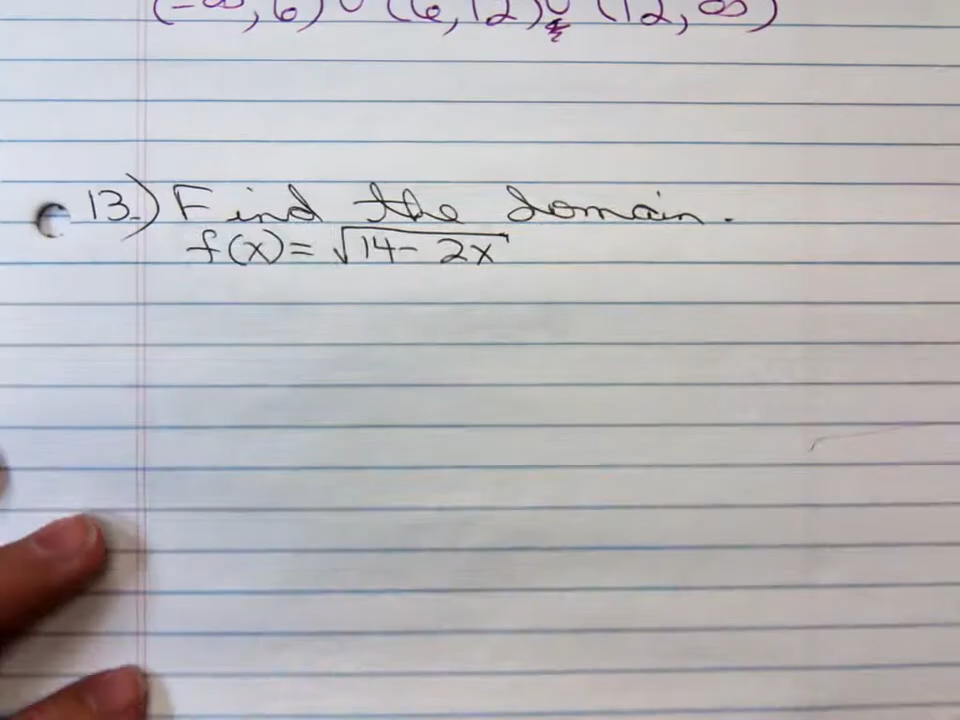 (-∞, 6) ∪ (6, 12) ∪ (12, ∞)
13.) Find the domain.
f(x) = √14 - 2x